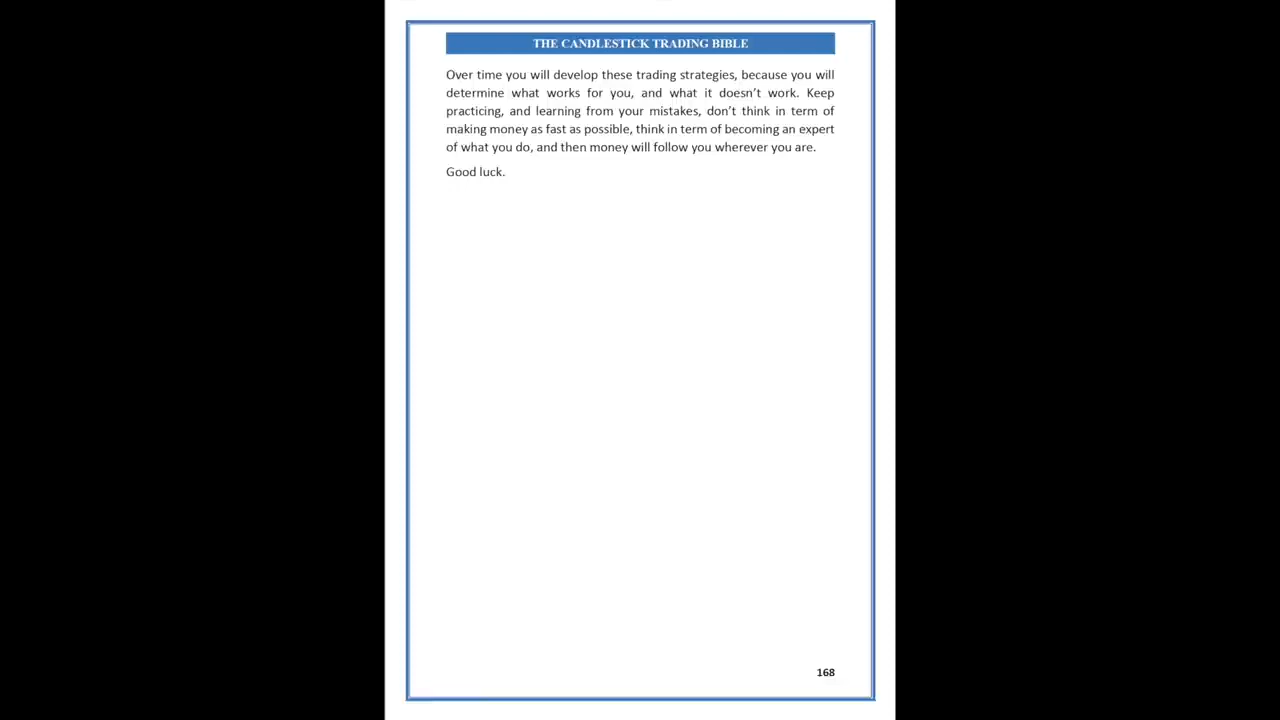 THE CANDLESTICK TRADING BIBLE
Over time you will develop these trading strategies, because you will
determine what works for you, and what it doesn’t work. Keep
practicing, and learning from your mistakes, don’t think in term of
making money as fast as possible, think in term of becoming an expert
of what you do, and then money will follow you wherever you are.
Good luck.
168